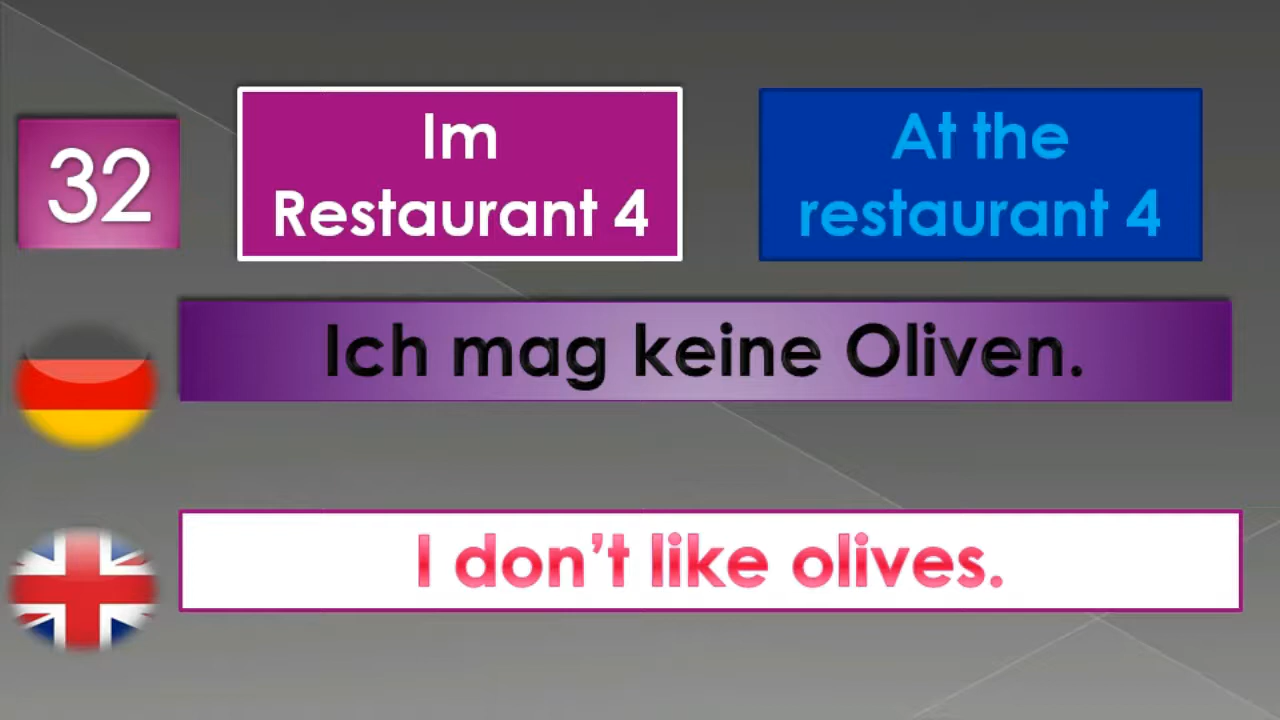 32
Im
Restaurant 4
At the
restaurant 4
Ich mag keine Oliven.
I don’t like olives.